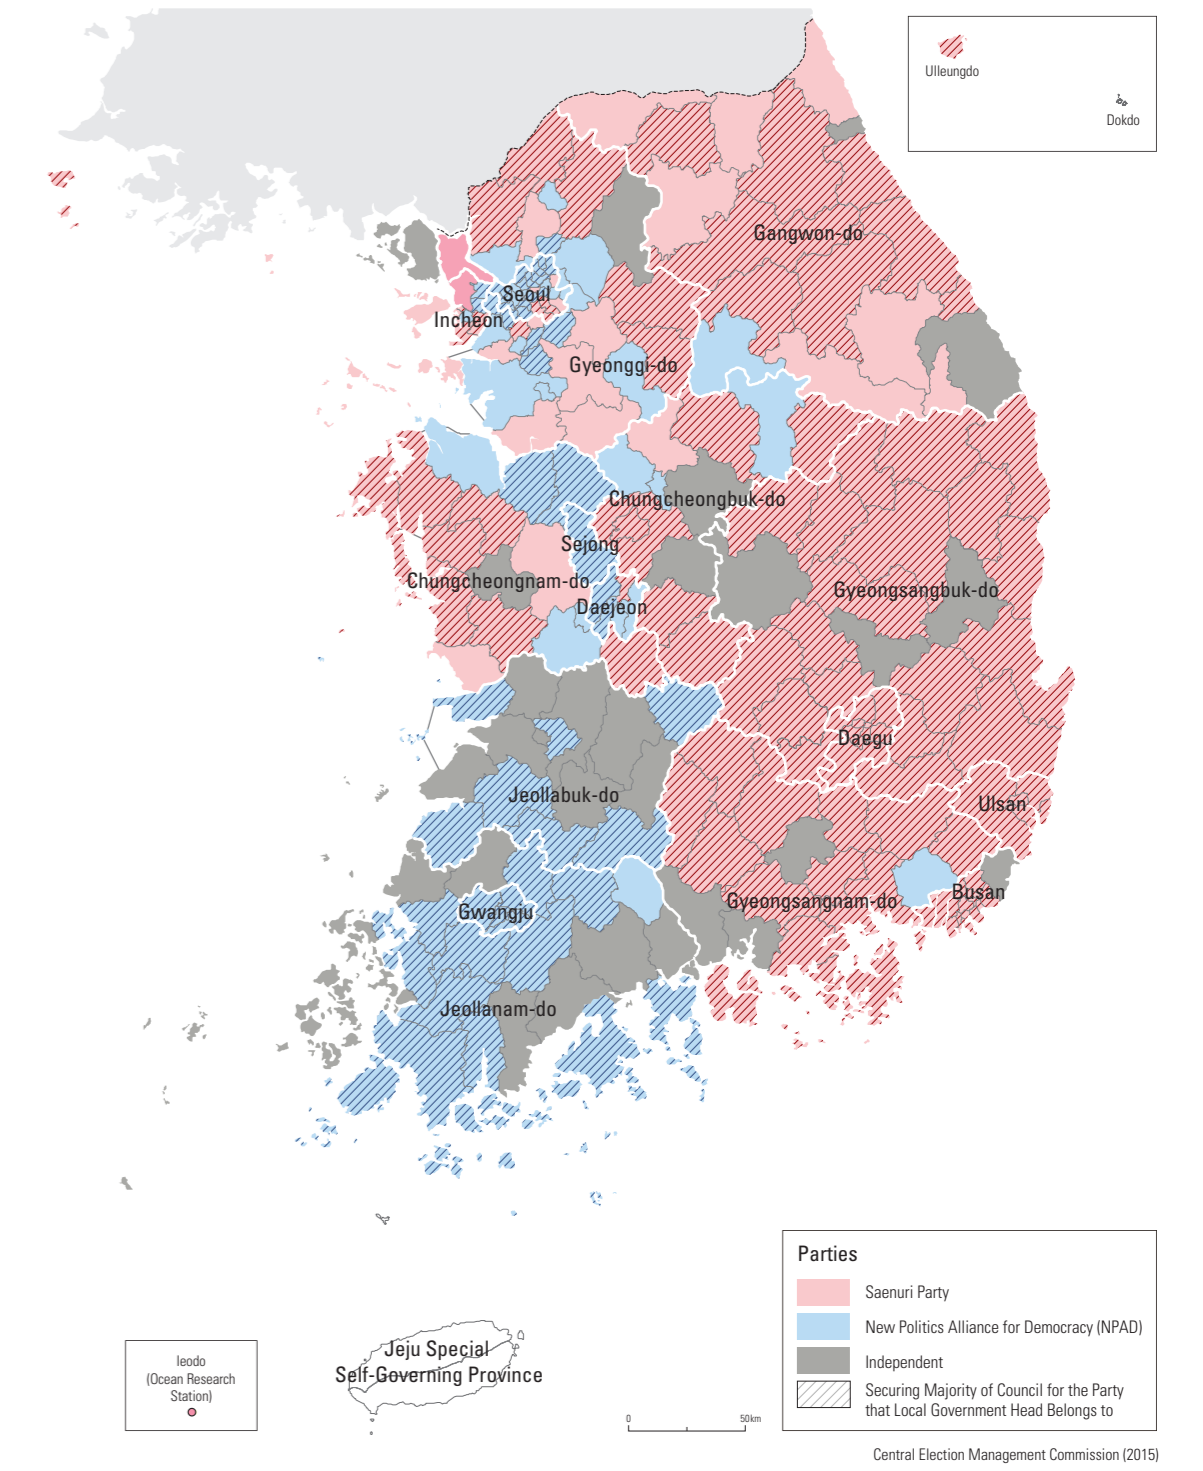 Ulleungdo
Dokdo
Gangwon-do
Seoul
Incheon
Gyeonggi-do
Chungcheongbuk-do
Sejong
Chungcheongnam-do
Gyeongsangbuk-do
Daejeon
Daegu
Jeollabuk-do
Ulsan
Gyeongsangnam-do
Busan
Gwangju
Jeollanam-do
Jeju Special
Self-Governing Province
Ieodo
(Ocean Research
Station)
0 50km
Parties
Saenuri Party
New Politics Alliance for Democracy (NPAD)
Independent
Securing Majority of Council for the Party
that Local Government Head Belongs to
Central Election Management Commission (2015)